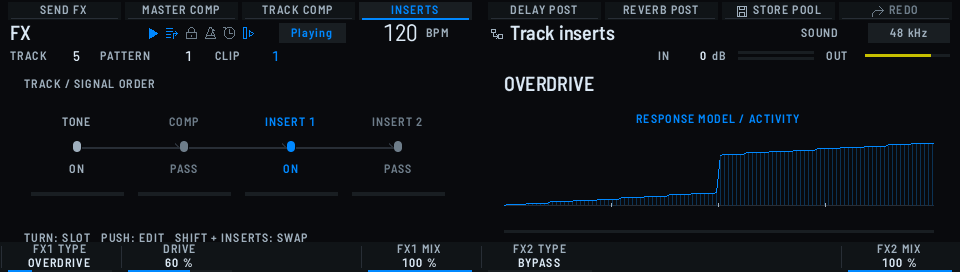 SEND FX MASTER COMP TRACK COMP INSERTS DELAY POST REVERB POST STORE POOL REDO
FX Playing 120 BPM Track inserts SOUND 48 kHz
TRACK 5 PATTERN 1 CLIP 1 IN 0 dB OUT
TRACK / SIGNAL ORDER
OVERDRIVE
RESPONSE MODEL / ACTIVITY
TONE COMP INSERT 1 INSERT 2
ON PASS ON PASS
TURN: SLOT PUSH: EDIT SHIFT + INSERTS: SWAP
FX1 TYPE DRIVE FX1 MIX FX2 TYPE FX2 MIX
OVERDRIVE 60 % 100 % BYPASS 100 %